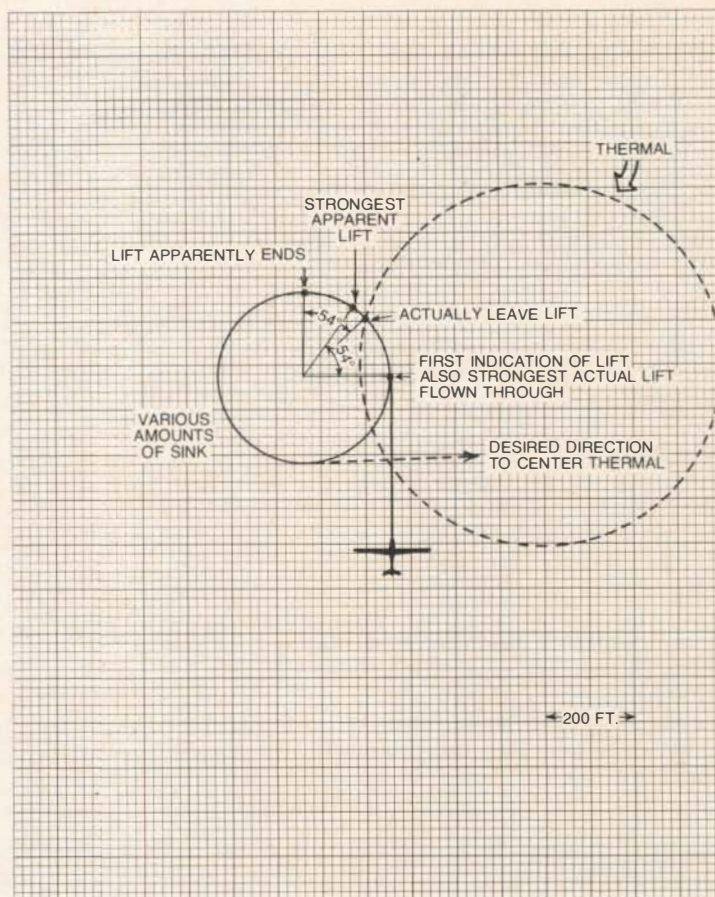 THERMAL
STRONGEST
APPARENT
LIFT
LIFT APPARENTLY ENDS
54°
ACTUALLY LEAVE LIFT
54°
FIRST INDICATION OF LIFT
ALSO STRONGEST ACTUAL LIFT
FLOWN THROUGH
VARIOUS
AMOUNTS
OF SINK
DESIRED DIRECTION
TO CENTER THERMAL
200 FT.